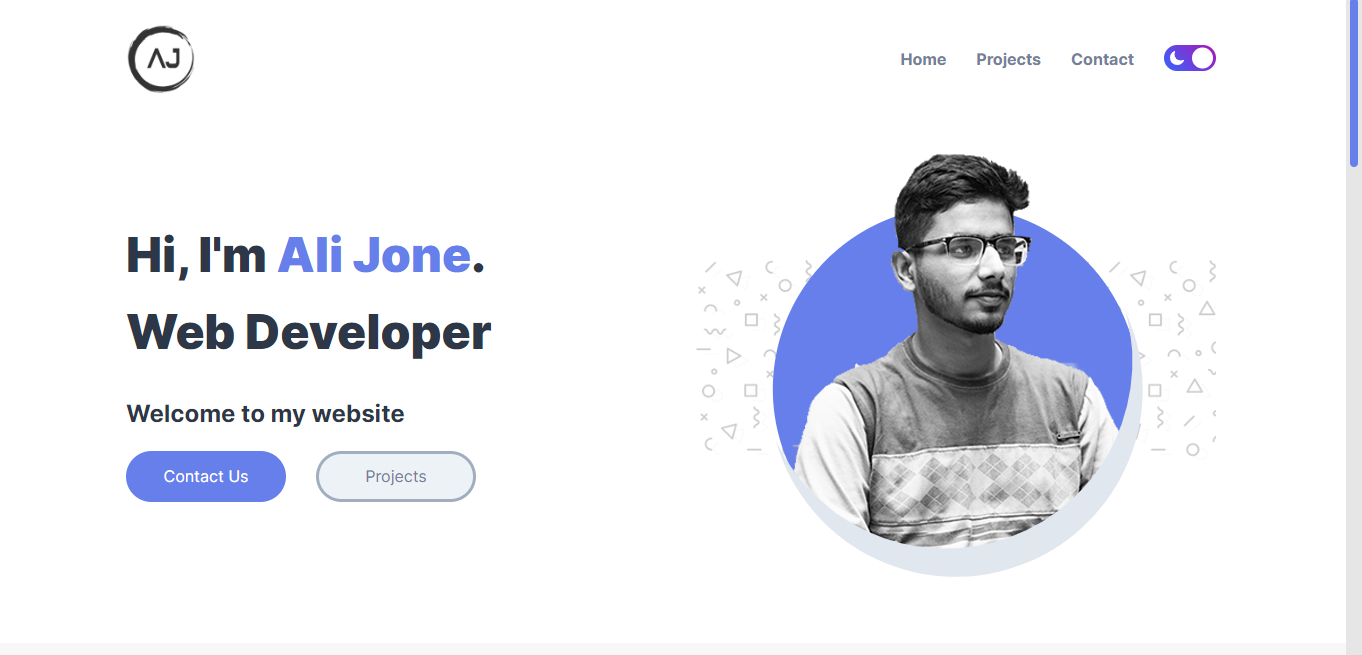 AJ
Home
Projects
Contact
Hi, I'm Ali Jone.
Web Developer
Welcome to my website
Contact Us
Projects